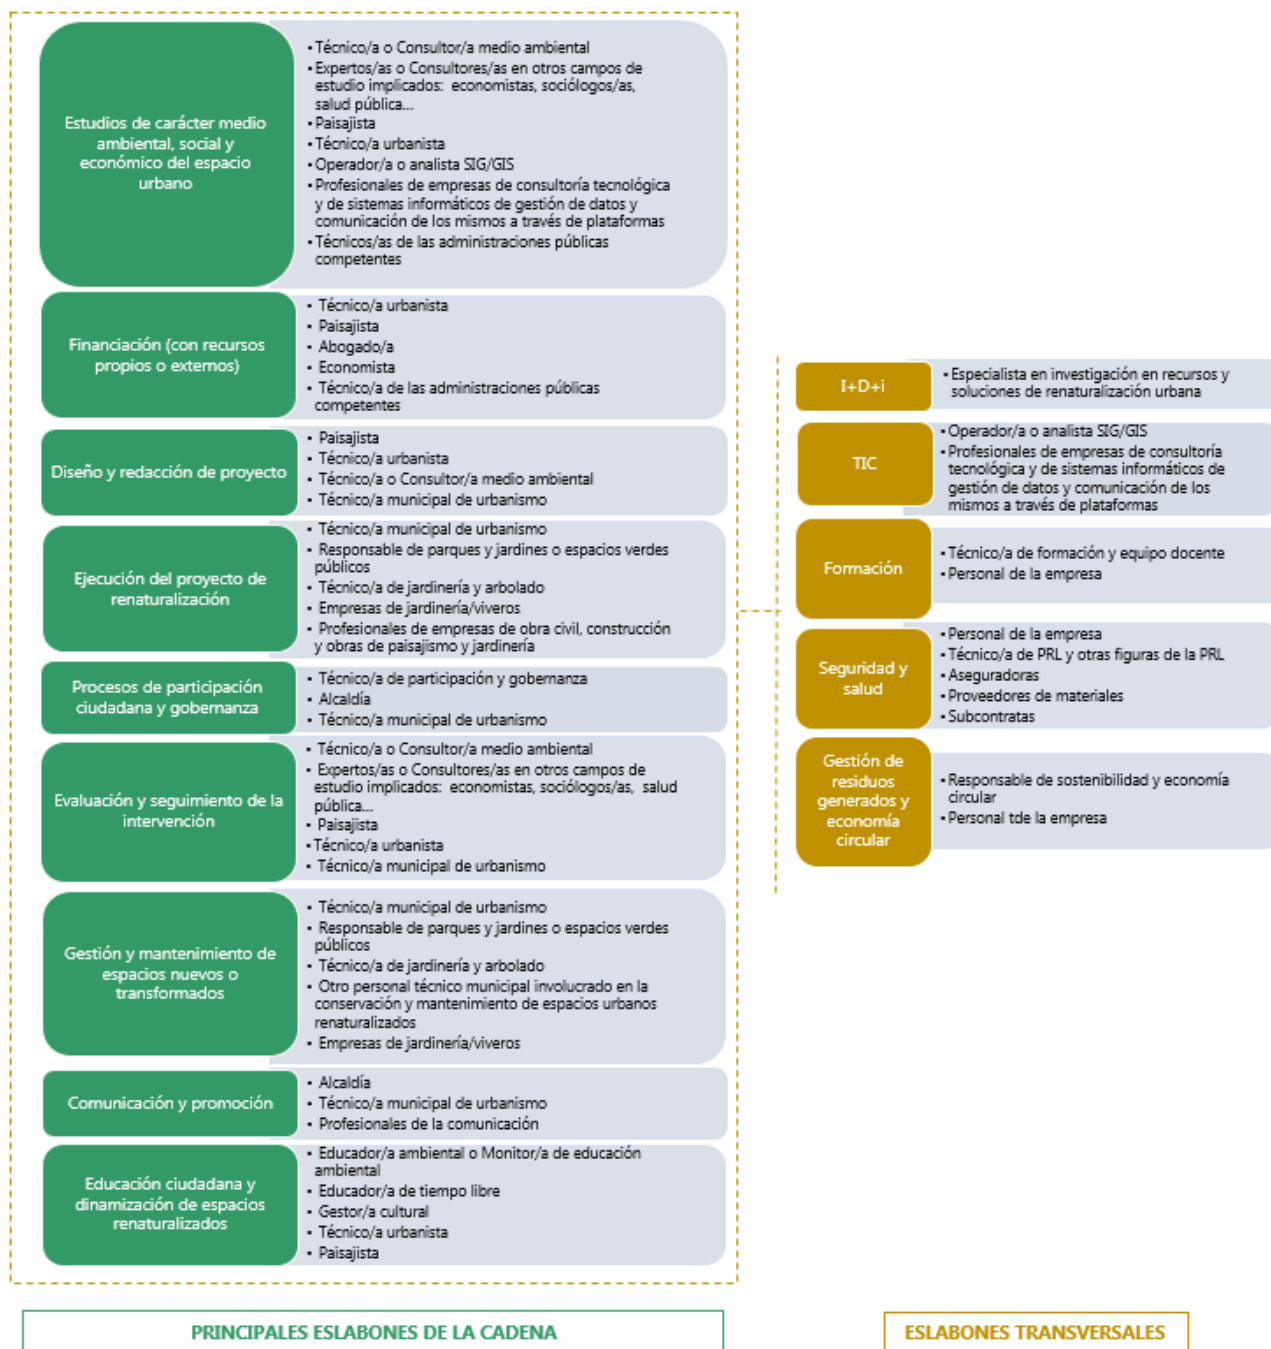 Estudios de carácter medio
ambiental, social y
económico del espacio
urbano
▪ Técnico/a o Consultor/a medio ambiental
▪ Expertos/as o Consultores/as en otros campos de
estudio implicados: economistas, sociólogos/as,
salud pública...
▪ Paisajista
▪ Técnico/a urbanista
▪ Operador/a o analista SIG/GIS
▪ Profesionales de empresas de consultoría tecnológica
y de sistemas informáticos de gestión de datos y
comunicación de los mismos a través de plataformas
▪ Técnicos/as de las administraciones públicas
competentes
Financiación (con recursos
propios o externos)
▪ Técnico/a urbanista
▪ Paisajista
▪ Abogado/a
▪ Economista
▪ Técnico/a de las administraciones públicas
competentes
Diseño y redacción de proyecto
▪ Paisajista
▪ Técnico/a urbanista
▪ Técnico/a o Consultor/a medio ambiental
▪ Técnico/a municipal de urbanismo
Ejecución del proyecto de
renaturalización
▪ Técnico/a municipal de urbanismo
▪ Responsable de parques y jardines o espacios verdes
públicos
▪ Técnico/a de jardinería y arbolado
▪ Empresas de jardinería/viveros
▪ Profesionales de empresas de obra civil, construcción
y obras de paisajismo y jardinería
Procesos de participación
ciudadana y gobernanza
▪ Técnico/a de participación y gobernanza
▪ Alcaldía
▪ Técnico/a municipal de urbanismo
Evaluación y seguimiento de la
intervención
▪ Técnico/a o Consultor/a medio ambiental
▪ Expertos/as o Consultores/as en otros campos de
estudio implicados: economistas, sociólogos/as, salud
pública...
▪ Paisajista
▪ Técnico/a urbanista
▪ Técnico/a municipal de urbanismo
Gestión y mantenimiento de
espacios nuevos o
transformados
▪ Técnico/a municipal de urbanismo
▪ Responsable de parques y jardines o espacios verdes
públicos
▪ Técnico/a de jardinería y arbolado
▪ Otro personal técnico municipal involucrado en la
conservación y mantenimiento de espacios urbanos
renaturalizados
▪ Empresas de jardinería/viveros
Comunicación y promoción
▪ Alcaldía
▪ Técnico/a municipal de urbanismo
▪ Profesionales de la comunicación
Educación ciudadana y
dinamización de espacios
renaturalizados
▪ Educador/a ambiental o Monitor/a de educación
ambiental
▪ Educador/a de tiempo libre
▪ Gestor/a cultural
▪ Técnico/a urbanista
▪ Paisajista
PRINCIPALES ESLABONES DE LA CADENA
I+D+i
▪ Especialista en investigación en recursos y
soluciones de renaturalización urbana
TIC
▪ Operador/a o analista SIG/GIS
▪ Profesionales de empresas de consultoría
tecnológica y de sistemas informáticos de
gestión de datos y comunicación de los
mismos a través de plataformas
Formación
▪ Técnico/a de formación y equipo docente
▪ Personal de la empresa
Seguridad y
salud
▪ Personal de la empresa
▪ Técnico/a de PRL y otras figuras de la PRL
▪ Aseguradoras
▪ Proveedores de materiales
▪ Subcontratas
Gestión de
residuos
generados y
economía
circular
▪ Responsable de sostenibilidad y economía
circular
▪ Personal tde la empresa
ESLABONES TRANSVERSALES